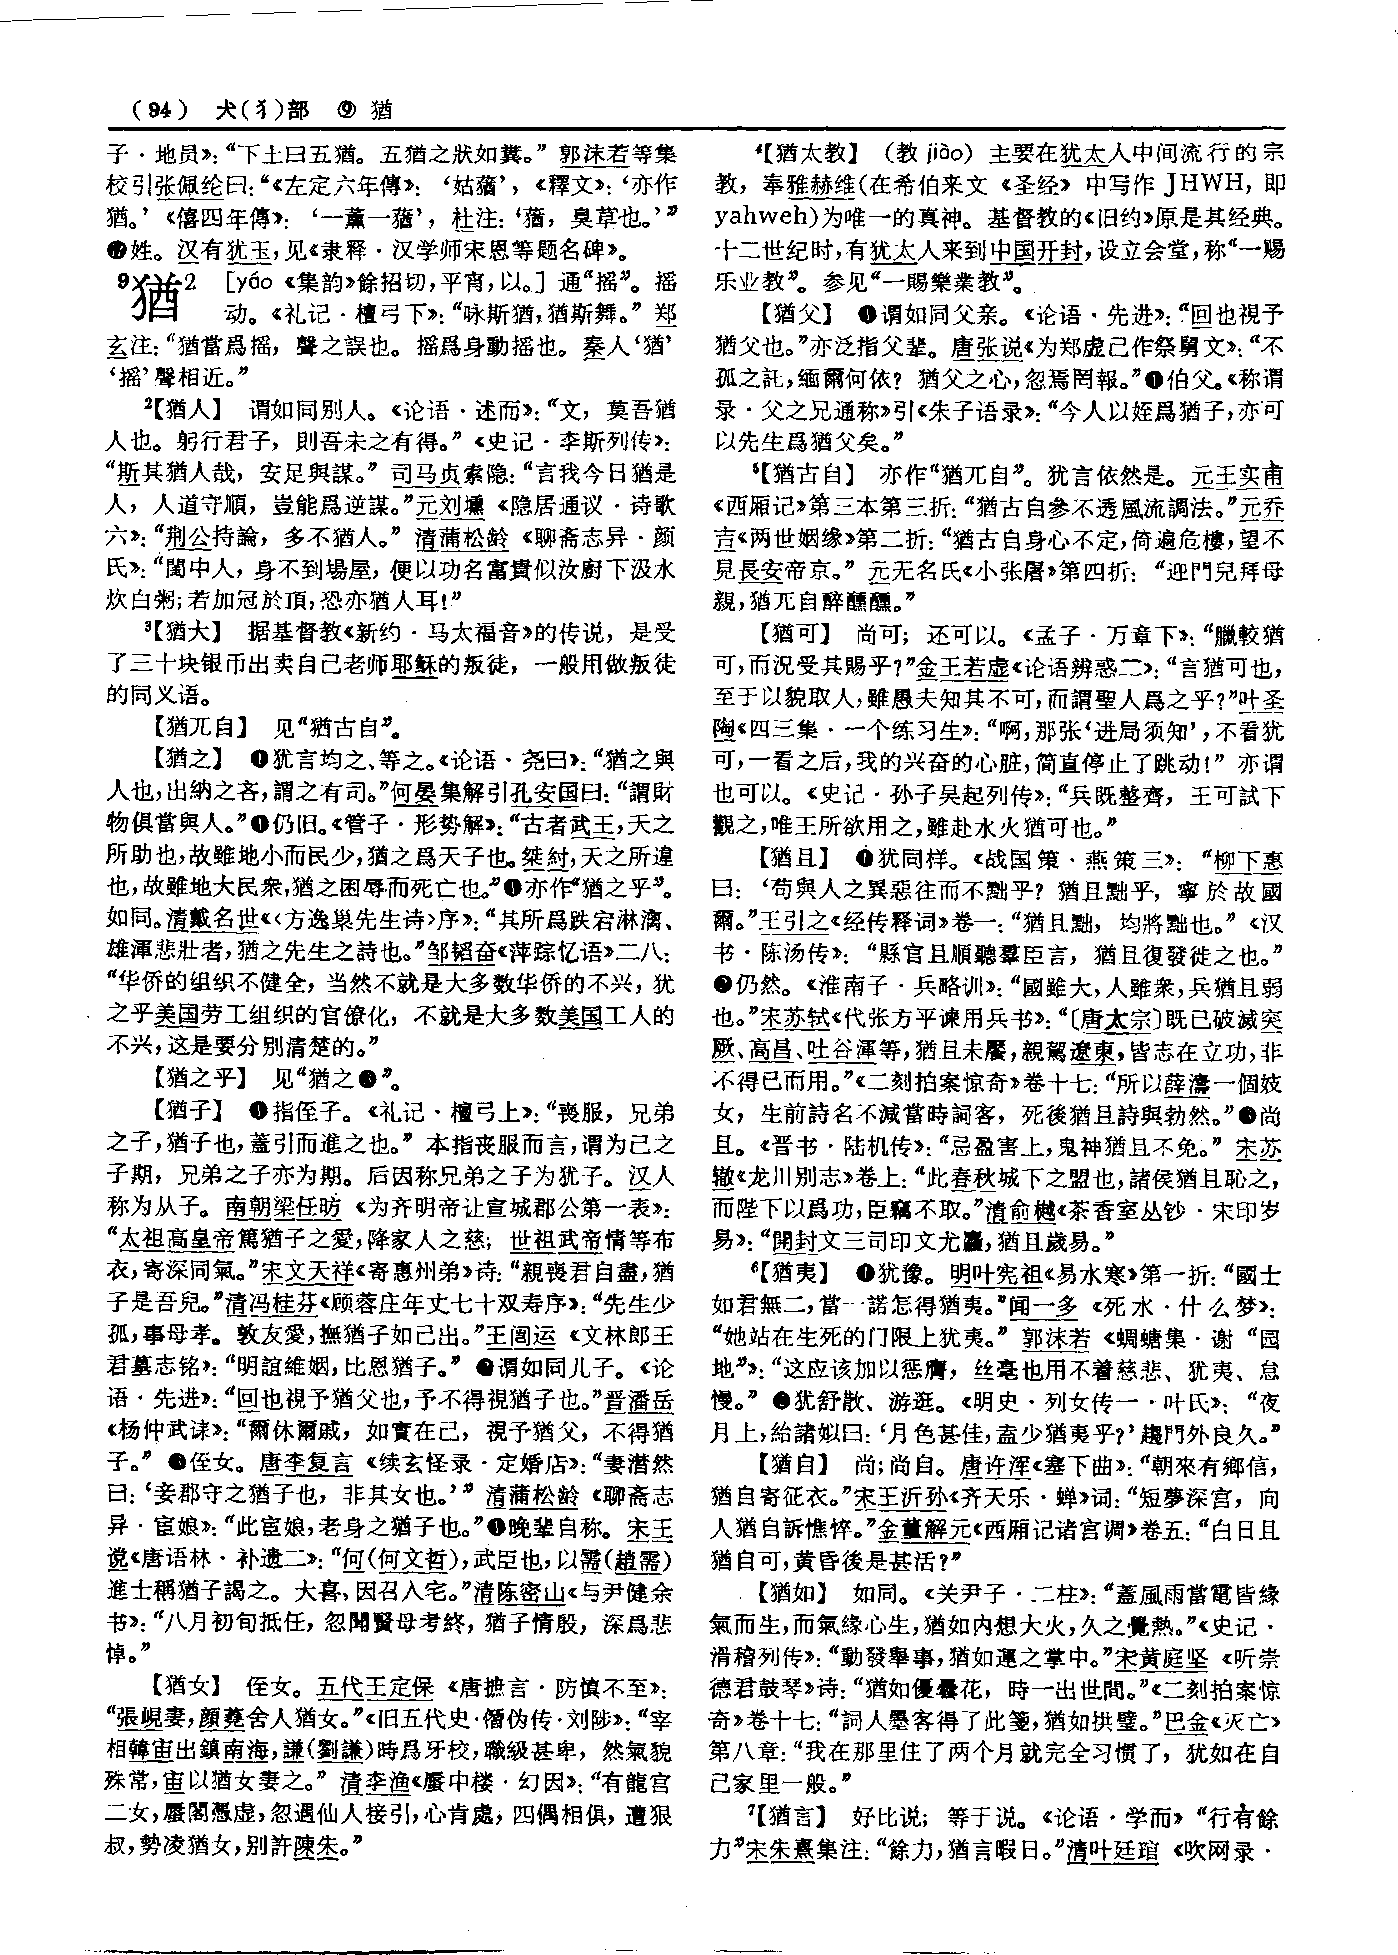 （94） 犬(犭)部 ⑨ 猶
子·地员》：“下土曰五猶。五猶之狀如糞。”郭沫若等集
校引张佩纶曰：“《左定六年傳》：‘姑蕕’，《釋文》：‘亦作
猶。’《僖四年傳》：‘一薰一蕕’，杜注：‘蕕，臭草也。’”
姓。汉有犹玉，见《隶释·汉学师宋恩等题名碑》。
⁹猶² ［yáo《集韵》餘招切，平宵，以。］通“摇”。摇
动。《礼记·檀弓下》：“咏斯猶，猶斯舞。”郑
玄注：“猶當爲摇，聲之誤也。摇爲身動摇也。秦人‘猶’
‘摇’聲相近。”
²【猶人】 谓如同别人。《论语·述而》：“文，莫吾猶
人也。躬行君子，則吾未之有得。”《史记·李斯列传》：
“斯其猶人哉，安足與謀。”司马贞索隐：“言我今日猶是
人，人道守順，豈能爲逆謀。”元刘壎《隐居通议·诗歌
六》：“荆公持論，多不猶人。”清蒲松龄《聊斋志异·颜
氏》：“閨中人，身不到場屋，便以功名富貴似汝廚下汲水
炊白粥；若加冠於頂，恐亦猶人耳！”
³【猶大】 据基督教《新约·马太福音》的传说，是受
了三十块银币出卖自己老师耶稣的叛徒，一般用做叛徒
的同义语。
【猶兀自】 见“猶古自”。
【猶之】 ❶犹言均之、等之。《论语·尧曰》：“猶之與
人也，出納之吝，謂之有司。”何晏集解引孔安国曰：“謂財
物俱當與人。”❷仍旧。《管子·形势解》：“古者武王，天之
所助也，故雖地小而民少，猶之爲天子也。桀紂，天之所違
也，故雖地大民衆，猶之困辱而死亡也。”❸亦作“猶之乎”。
如同。清戴名世《〈方逸巢先生诗〉序》：“其所爲跌宕淋漓、
雄渾悲壯者，猶之先生之詩也。”邹韬奋《萍踪忆语》二八：
“华侨的组织不健全，当然不就是大多数华侨的不兴，犹
之乎美国劳工组织的官僚化，不就是大多数美国工人的
不兴，这是要分别清楚的。”
【猶之乎】 见“猶之❸”。
【猶子】 ❶指侄子。《礼记·檀弓上》：“喪服，兄弟
之子，猶子也，蓋引而進之也。”本指丧服而言，谓为己之
子期，兄弟之子亦为期。后因称兄弟之子为犹子。汉人
称为从子。南朝梁任昉《为齐明帝让宣城郡公第一表》：
“太祖高皇帝篤猶子之愛，降家人之慈；世祖武帝情等布
衣，寄深同氣。”宋文天祥《寄惠州弟》诗：“親喪君自盡，猶
子是吾兒。”清冯桂芬《顾蓉庄年丈七十双寿序》：“先生少
孤，事母孝。敦友愛，撫猶子如己出。”王闿运《文林郎王
君墓志铭》：“明誼維姻，比恩猶子。”❷谓如同儿子。《论
语·先进》：“回也視予猶父也，予不得視猶子也。”晋潘岳
《杨仲武诔》：“爾休爾戚，如實在己，視予猶父，不得猶
子。”❸侄女。唐李复言《续玄怪录·定婚店》：“妻潸然
曰：‘妾郡守之猶子也，非其女也。’”清蒲松龄《聊斋志
异·宦娘》：“此宦娘，老身之猶子也。”❹晚辈自称。宋王
谠《唐语林·补遗二》：“何(何文哲)，武臣也，以需(趙需)
進士稱猶子謁之。大喜，因召入宅。”清陈密山《与尹健余
书》：“八月初旬抵任，忽聞賢母考終，猶子情殷，深爲悲
悼。”
【猶女】 侄女。五代王定保《唐摭言·防慎不至》：
“張峴妻，顏蕘舍人猶女。”《旧五代史·僭伪传·刘陟》：“宰
相韓宙出鎮南海，謙(劉謙)時爲牙校，職級甚卑，然氣貌
殊常，宙以猶女妻之。”清李渔《蜃中楼·幻因》：“有龍宫
二女，蜃閣憑虚，忽遇仙人接引，心肯處，四偶相俱，遭狠
叔，勢凌猶女，别許陳朱。”
⁴【猶太教】（教 jiào）主要在犹太人中间流行的宗
教，奉雅赫维(在希伯来文《圣经》中写作 JHWH，即
yahweh)为唯一的真神。基督教的《旧约》原是其经典。
十二世纪时，有犹太人来到中国开封，设立会堂，称“一赐
乐业教”。参见“一賜樂業教”。
【猶父】 ❶谓如同父亲。《论语·先进》：“回也視予
猶父也。”亦泛指父辈。唐张说《为郑虚己作祭舅文》：“不
孤之託，缅爾何依？猶父之心，忽焉罔報。”❷伯父。《称谓
录·父之兄通称》引《朱子语录》：“今人以姪爲猶子，亦可
以先生爲猶父矣。”
⁵【猶古自】 亦作“猶兀自”。犹言依然是。元王实甫
《西厢记》第三本第三折：“猶古自參不透風流調法。”元乔
吉《两世姻缘》第二折：“猶古自身心不定，倚遍危樓，望不
見長安帝京。”元无名氏《小张屠》第四折：“迎門兒拜母
親，猶兀自醉醺醺。”
【猶可】 尚可；还可以。《孟子·万章下》：“臘較猶
可，而況受其賜乎？”金王若虚《论语辨惑二》：“言猶可也，
至于以貌取人，雖愚夫知其不可，而謂聖人爲之乎？”叶圣
陶《四三集·一个练习生》：“啊，那张‘进局须知’，不看犹
可，一看之后，我的兴奋的心脏，简直停止了跳动！”亦谓
也可以。《史记·孙子吴起列传》：“兵既整齊，王可試下
觀之，唯王所欲用之，雖赴水火猶可也。”
【猶且】 ❶犹同样。《战国策·燕策三》：“柳下惠
曰：‘苟與人之異惡往而不黜乎？猶且黜乎，寧於故國
爾。”王引之《经传释词》卷一：“猶且黜，均將黜也。”《汉
书·陈汤传》：“縣官且順聽羣臣言，猶且復發徙之也。”
❷仍然。《淮南子·兵略训》：“國雖大，人雖衆，兵猶且弱
也。”宋苏轼《代张方平谏用兵书》：“〔唐太宗〕既已破滅突
厥、高昌、吐谷渾等，猶且未饜，親駕遼東，皆志在立功，非
不得已而用。”《二刻拍案惊奇》卷十七：“所以薛濤一個妓
女，生前詩名不減當時詞客，死後猶且詩與勃然。”❸尚
且。《晋书·陆机传》：“忌盈害上，鬼神猶且不免。”宋苏
辙《龙川别志》卷上：“此春秋城下之盟也，諸侯猶且恥之，
而陛下以爲功，臣竊不取。”清俞樾《茶香室丛钞·宋印岁
易》：“開封文三司印文尤麤，猶且歲易。”
⁶【猶夷】 ❶犹豫。明叶宪祖《易水寒》第一折：“國士
如君無二，當一諾怎得猶夷。”闻一多《死水·什么梦》：
“她站在生死的门限上犹夷。”郭沫若《蜩螗集·谢“园
地”》：“这应该加以惩膺，丝毫也用不着慈悲、犹夷、怠
慢。”❷犹舒散、游逛。《明史·列女传一·叶氏》：“夜
月上，紿諸姒曰：‘月色甚佳，盍少猶夷乎？’趨門外良久。”
【猶自】 尚；尚自。唐许浑《塞下曲》：“朝來有鄉信，
猶自寄征衣。”宋王沂孙《齐天乐·蝉》词：“短夢深宫，向
人猶自訴憔悴。”金董解元《西厢记诸宫调》卷五：“白日且
猶自可，黄昏後是甚活？”
【猶如】 如同。《关尹子·二柱》：“蓋風雨當電皆緣
氣而生，而氣緣心生，猶如内想大火，久之覺熱。”《史记·
滑稽列传》：“動發舉事，猶如運之掌中。”宋黄庭坚《听崇
德君鼓琴》诗：“猶如優曇花，時一出世間。”《二刻拍案惊
奇》卷十七：“詞人墨客得了此箋，猶如拱璧。”巴金《灭亡》
第八章：“我在那里住了两个月就完全习惯了，犹如在自
己家里一般。”
⁷【猶言】 好比说；等于说。《论语·学而》“行有餘
力”宋朱熹集注：“餘力，猶言暇日。”清叶廷琯《吹网录·